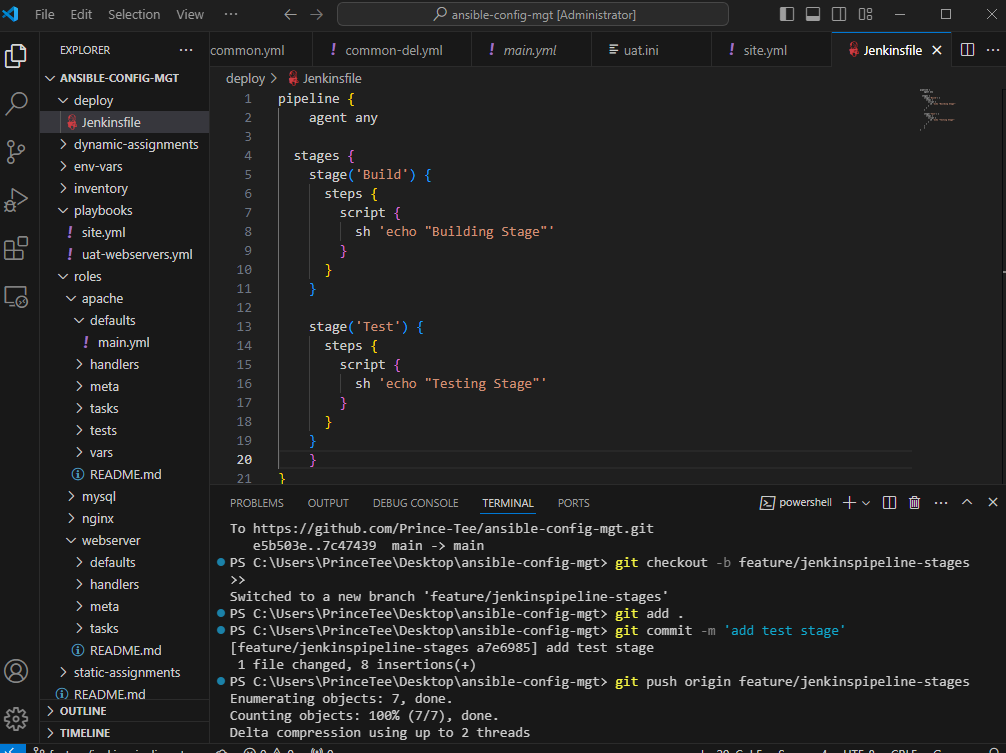 File Edit Selection View ··· ansible-config-mgt [Administrator]
EXPLORER ···
common.yml ! common-del.yml ! main.yml uat.ini ! site.yml Jenkinsfile ···
ANSIBLE-CONFIG-MGT
deploy
Jenkinsfile
dynamic-assignments
env-vars
inventory
playbooks
! site.yml
! uat-webservers.yml
roles
apache
defaults
! main.yml
handlers
meta
tasks
tests
vars
README.md
mysql
nginx
webserver
defaults
handlers
meta
tasks
README.md
static-assignments
README.md
OUTLINE
TIMELINE
deploy > Jenkinsfile
1 pipeline {
2     agent any
3
4   stages {
5     stage('Build') {
6       steps {
7         script {
8           sh 'echo "Building Stage"'
9         }
10       }
11     }
12
13     stage('Test') {
14       steps {
15         script {
16           sh 'echo "Testing Stage"'
17         }
18       }
19     }
20     }
21 }
PROBLEMS OUTPUT DEBUG CONSOLE TERMINAL PORTS powershell ···
To https://github.com/Prince-Tee/ansible-config-mgt.git
   e5b503e..7c47439  main -> main
PS C:\Users\PrinceTee\Desktop\ansible-config-mgt> git checkout -b feature/jenkinspipeline-stages
>>
Switched to a new branch 'feature/jenkinspipeline-stages'
PS C:\Users\PrinceTee\Desktop\ansible-config-mgt> git add .
PS C:\Users\PrinceTee\Desktop\ansible-config-mgt> git commit -m 'add test stage'
[feature/jenkinspipeline-stages a7e6985] add test stage
 1 file changed, 8 insertions(+)
PS C:\Users\PrinceTee\Desktop\ansible-config-mgt> git push origin feature/jenkinspipeline-stages
Enumerating objects: 7, done.
Counting objects: 100% (7/7), done.
Delta compression using up to 2 threads